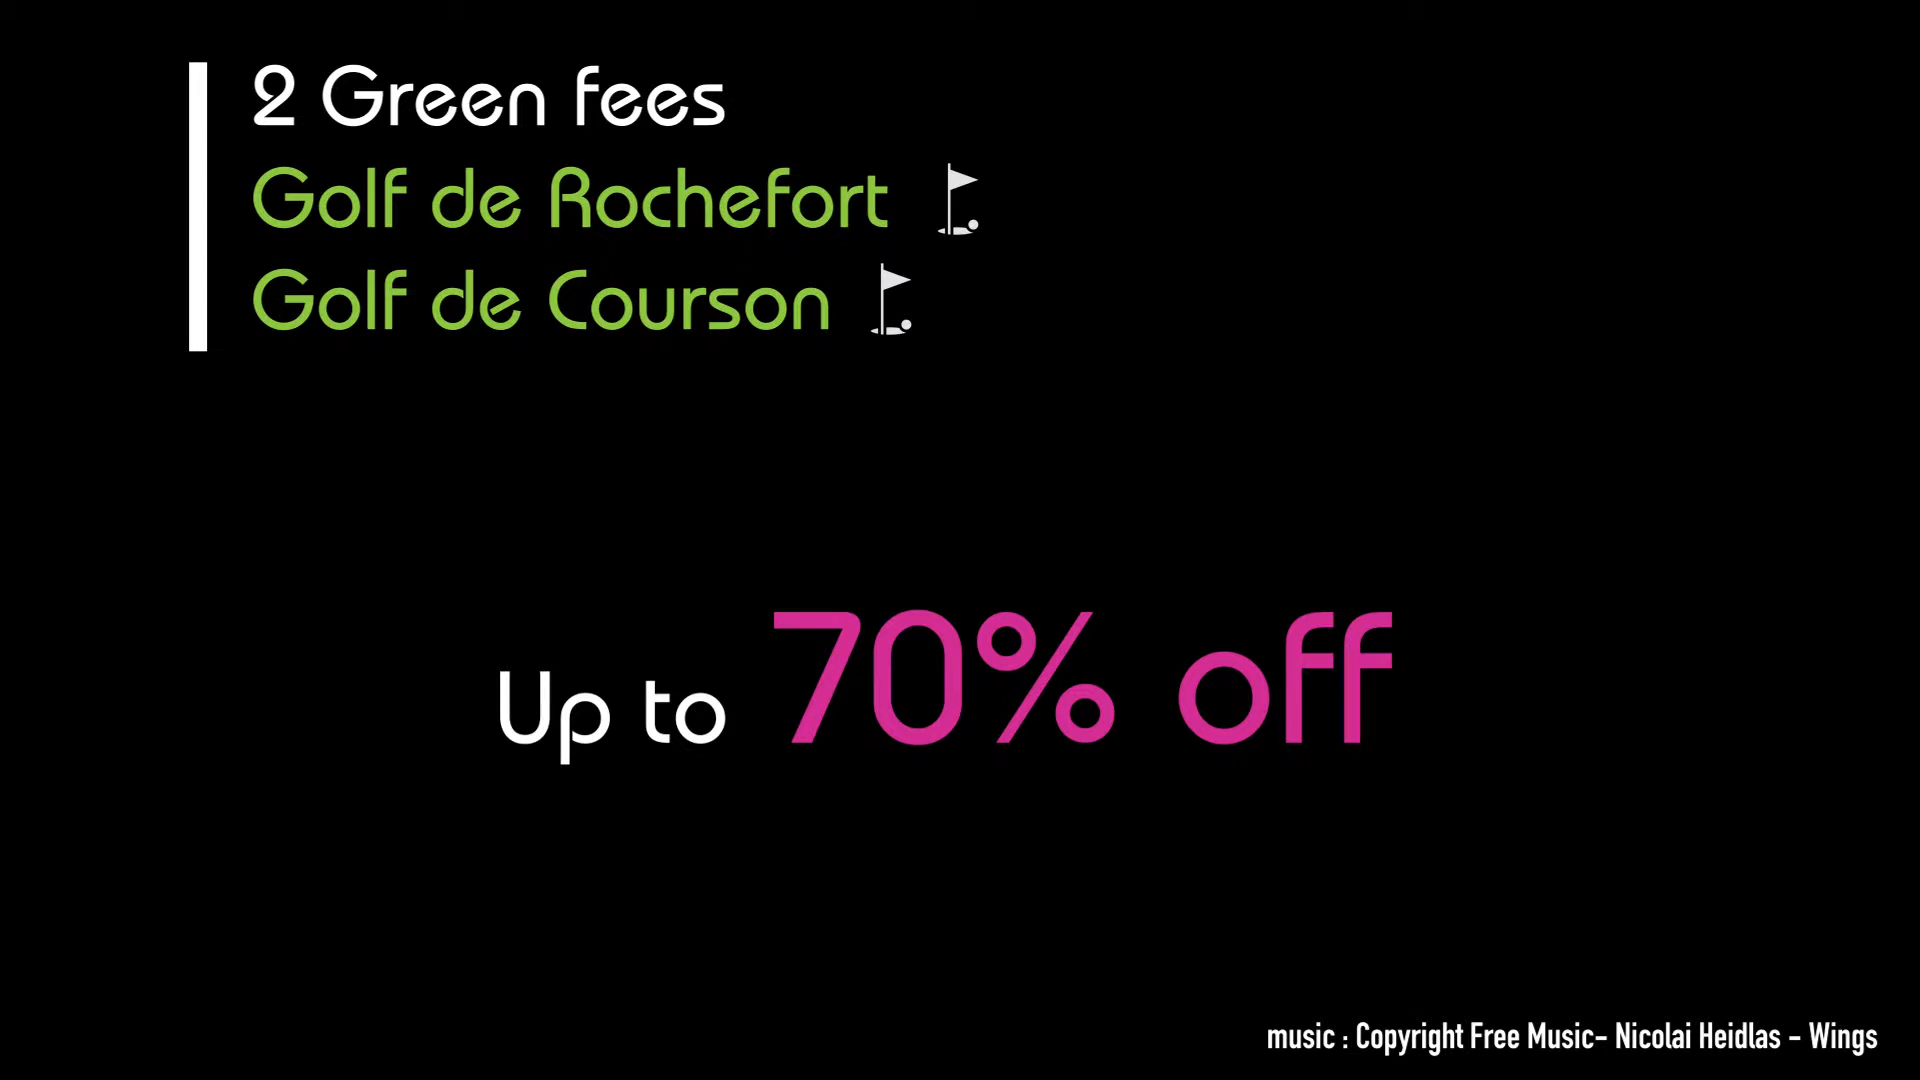 2 Green fees
Golf de Rochefort
Golf de Courson
Up to 70% off
music : Copyright Free Music- Nicolai Heidlas - Wings